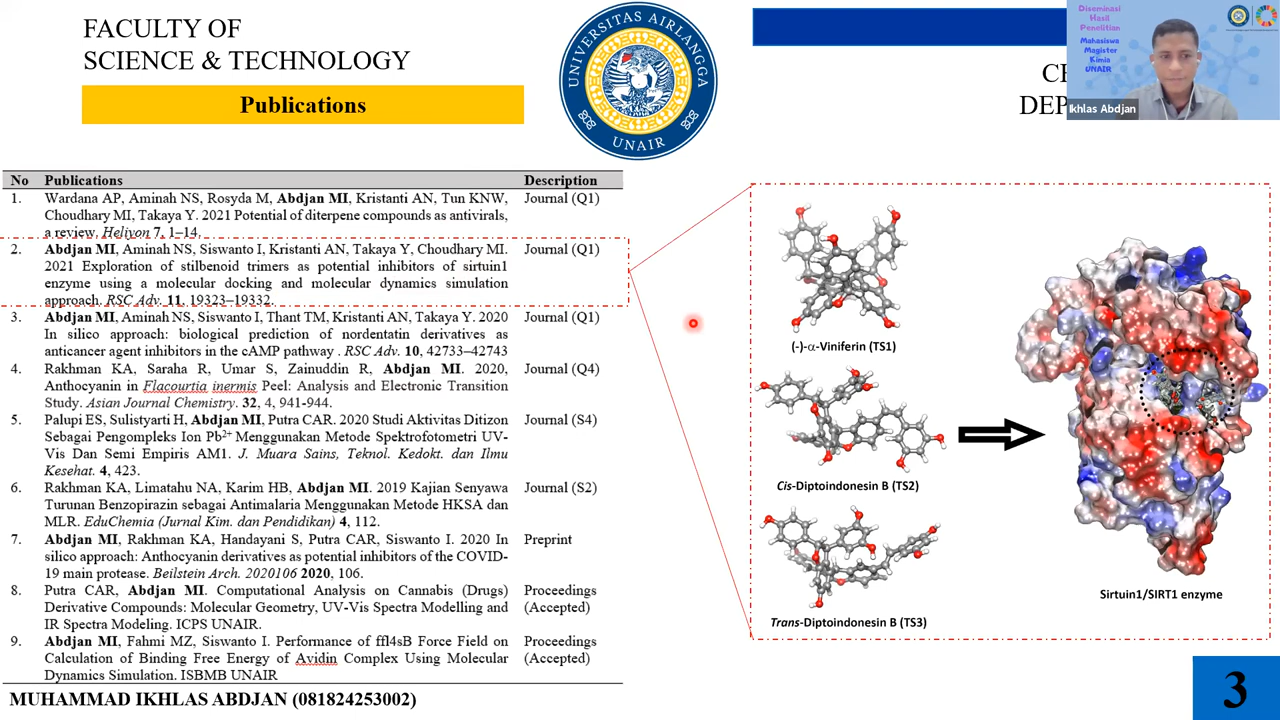 FACULTY OF
SCIENCE & TECHNOLOGY
Publications
UNIVERSITAS AIRLANGGA
UNAIR
CH
DEP
Diseminasi
Hasil
Penelitian
Mahasiswa
Magister
Kimia
UNAIR
Ikhlas Abdjan
No Publications Description
1. Wardana AP, Aminah NS, Rosyda M, Abdjan MI, Kristanti AN, Tun KNW, Journal (Q1)
Choudhary MI, Takaya Y. 2021 Potential of diterpene compounds as antivirals,
a review. Heliyon 7, 1–14.
2. Abdjan MI, Aminah NS, Siswanto I, Kristanti AN, Takaya Y, Choudhary MI. Journal (Q1)
2021 Exploration of stilbenoid trimers as potential inhibitors of sirtuin1
enzyme using a molecular docking and molecular dynamics simulation
approach. RSC Adv. 11, 19323–19332.
3. Abdjan MI, Aminah NS, Siswanto I, Thant TM, Kristanti AN, Takaya Y. 2020 Journal (Q1)
In silico approach: biological prediction of nordentatin derivatives as
anticancer agent inhibitors in the cAMP pathway . RSC Adv. 10, 42733–42743
4. Rakhman KA, Saraha R, Umar S, Zainuddin R, Abdjan MI. 2020, Journal (Q4)
Anthocyanin in Flacourtia inermis Peel: Analysis and Electronic Transition
Study. Asian Journal Chemistry. 32, 4, 941-944.
5. Palupi ES, Sulistyarti H, Abdjan MI, Putra CAR. 2020 Studi Aktivitas Ditizon Journal (S4)
Sebagai Pengompleks Ion Pb2+ Menggunakan Metode Spektrofotometri UV-
Vis Dan Semi Empiris AM1. J. Muara Sains, Teknol. Kedokt. dan Ilmu
Kesehat. 4, 423.
6. Rakhman KA, Limatahu NA, Karim HB, Abdjan MI. 2019 Kajian Senyawa Journal (S2)
Turunan Benzopirazin sebagai Antimalaria Menggunakan Metode HKSA dan
MLR. EduChemia (Jurnal Kim. dan Pendidikan) 4, 112.
7. Abdjan MI, Rakhman KA, Handayani S, Putra CAR, Siswanto I. 2020 In Preprint
silico approach: Anthocyanin derivatives as potential inhibitors of the COVID-
19 main protease. Beilstein Arch. 2020106 2020, 106.
8. Putra CAR, Abdjan MI. Computational Analysis on Cannabis (Drugs) Proceedings
Derivative Compounds: Molecular Geometry, UV-Vis Spectra Modelling and (Accepted)
IR Spectra Modeling. ICPS UNAIR.
9. Abdjan MI, Fahmi MZ, Siswanto I. Performance of ffl4sB Force Field on Proceedings
Calculation of Binding Free Energy of Avidin Complex Using Molecular (Accepted)
Dynamics Simulation. ISBMB UNAIR
(-)-α-Viniferin (TS1)
Cis-Diptoindonesin B (TS2)
Trans-Diptoindonesin B (TS3)
Sirtuin1/SIRT1 enzyme
MUHAMMAD IKHLAS ABDJAN (081824253002)
3